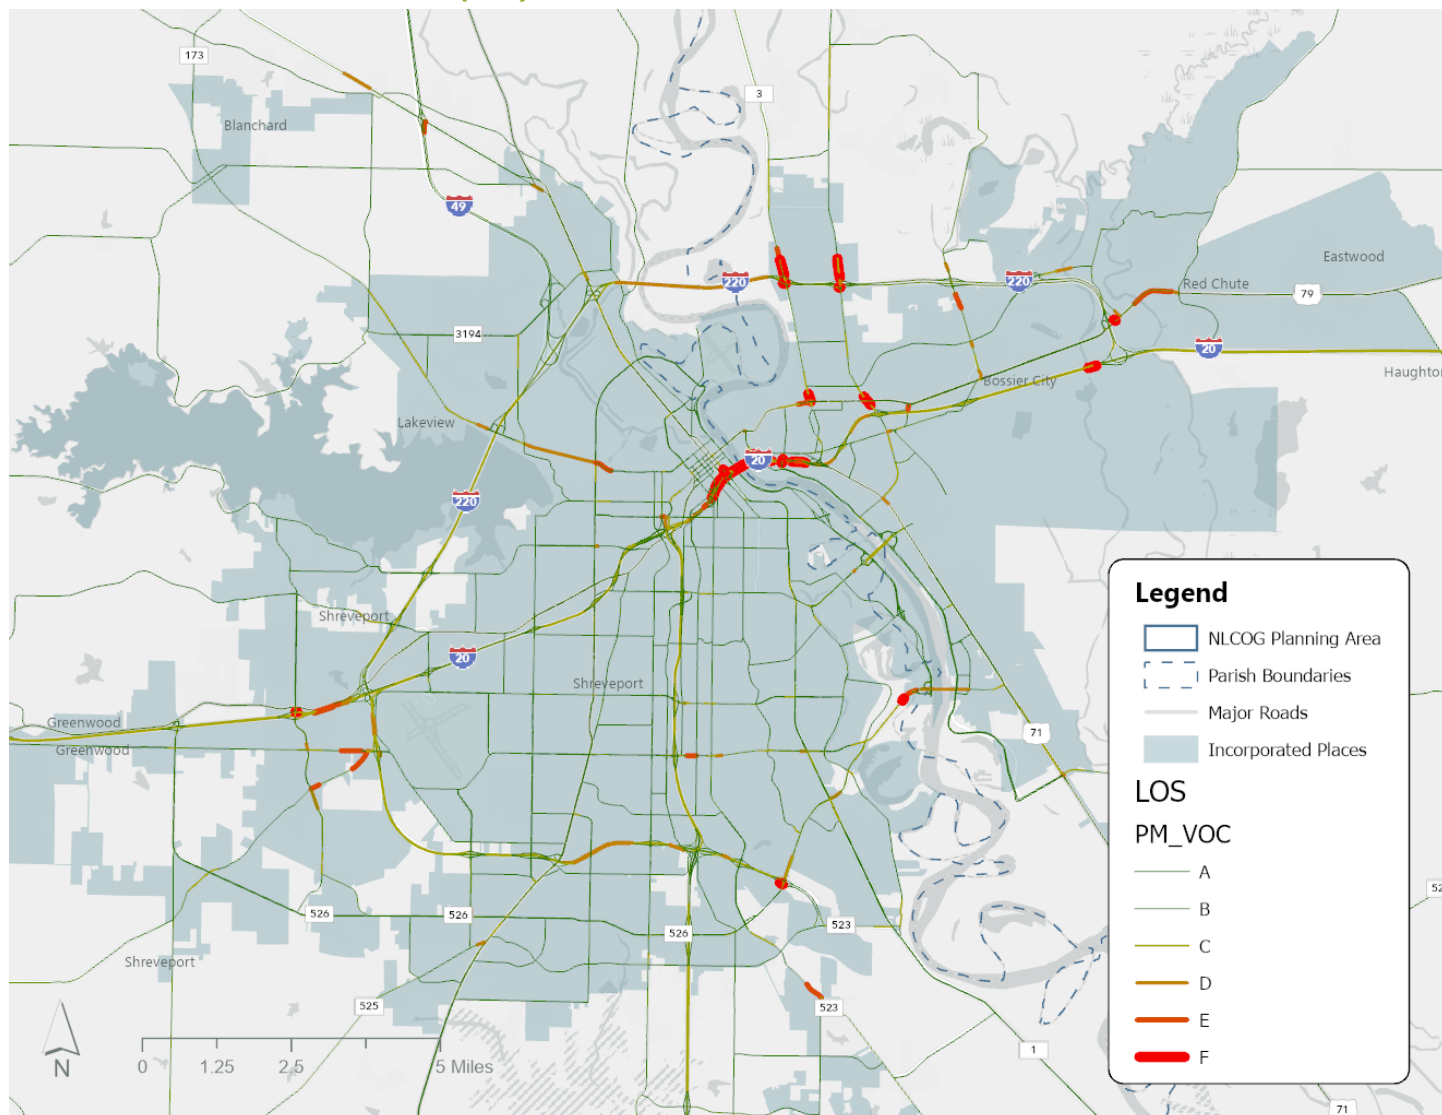 173
3
Blanchard
49
Eastwood
220
220
Red Chute
79
3194
20
Bossier City
Haughton
Lakeview
20
220
Shreveport
20
Shreveport
Greenwood
Greenwood
71
526
526
523
526
Shreveport
525
523
1
71
N
0
1.25
2.5
5 Miles
Legend
NLCOG Planning Area
Parish Boundaries
Major Roads
Incorporated Places
LOS
PM_VOC
A
B
C
D
E
F